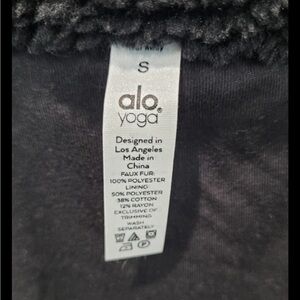 S
alo
yoga®
Designed in
Los Angeles
Made in
China
FAUX FUR:
100% POLYESTER
LINING
50% POLYESTER
38% COTTON
12% RAYON
EXCLUSIVE OF
TRIMMING
WASH
SEPARATELY